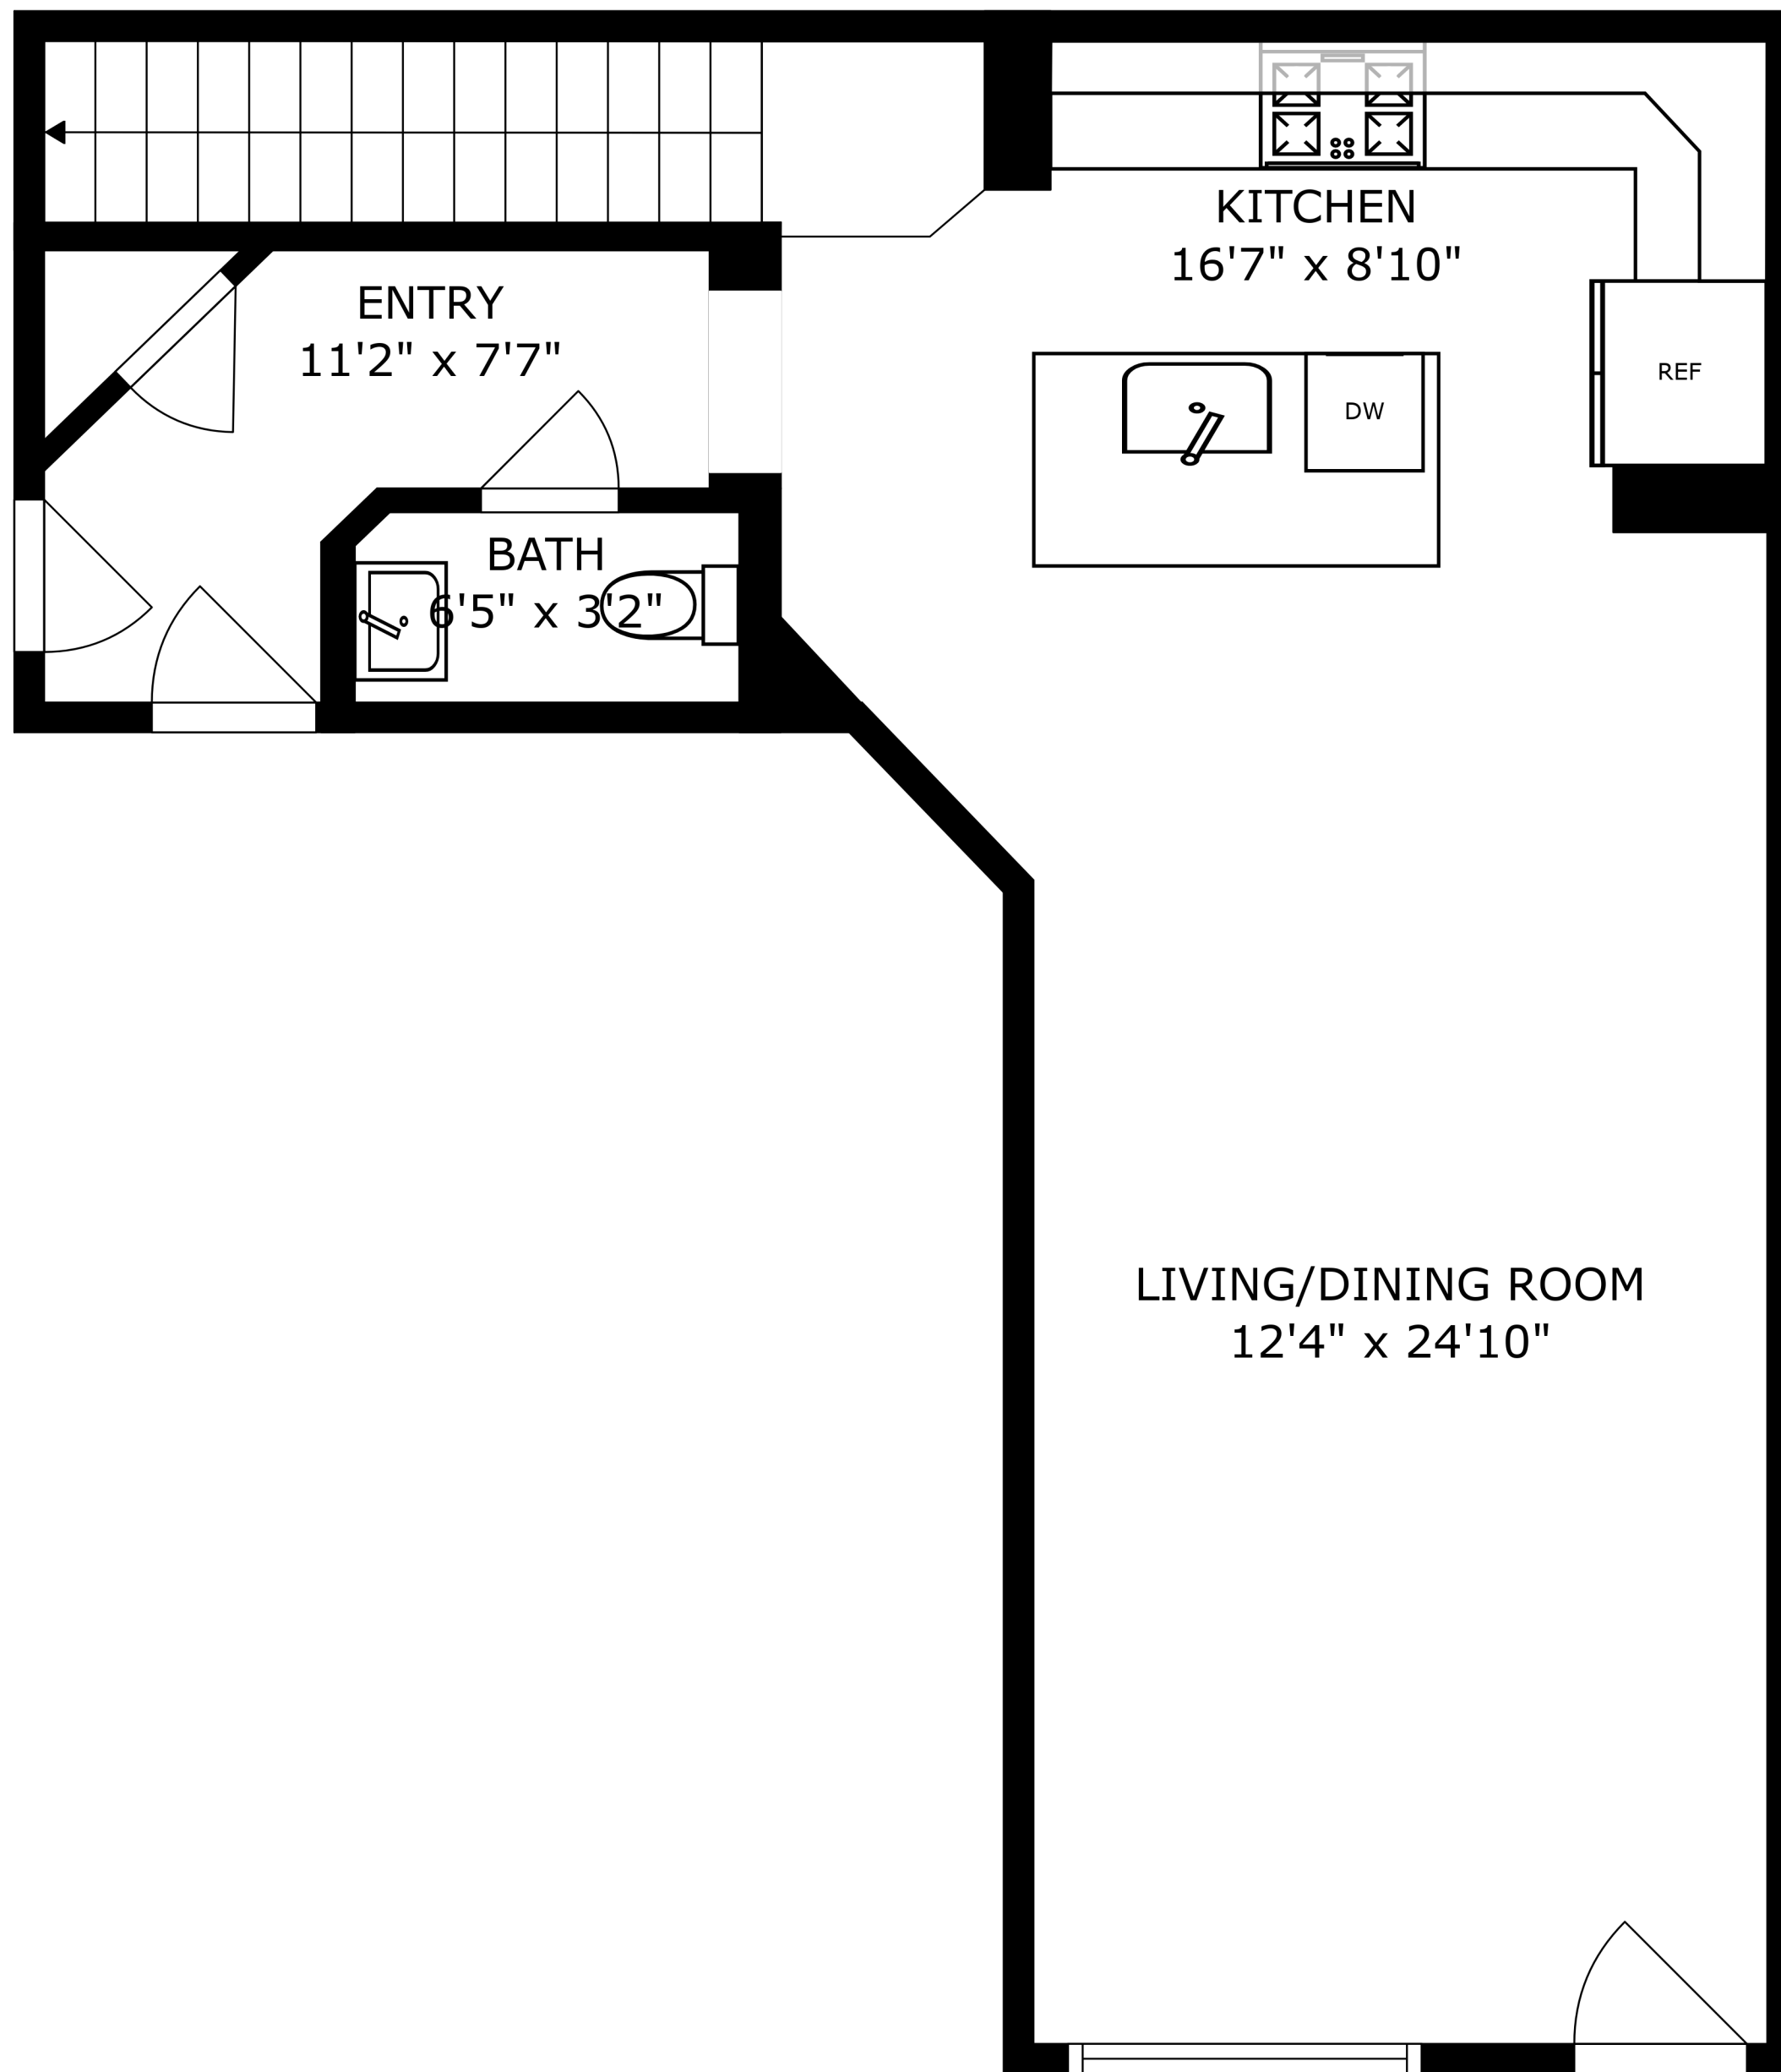 KITCHEN
16'7" x 8'10"
ENTRY
11'2" x 7'7"
REF
DW
BATH
6'5" x 3'2"
LIVING/DINING ROOM
12'4" x 24'10"